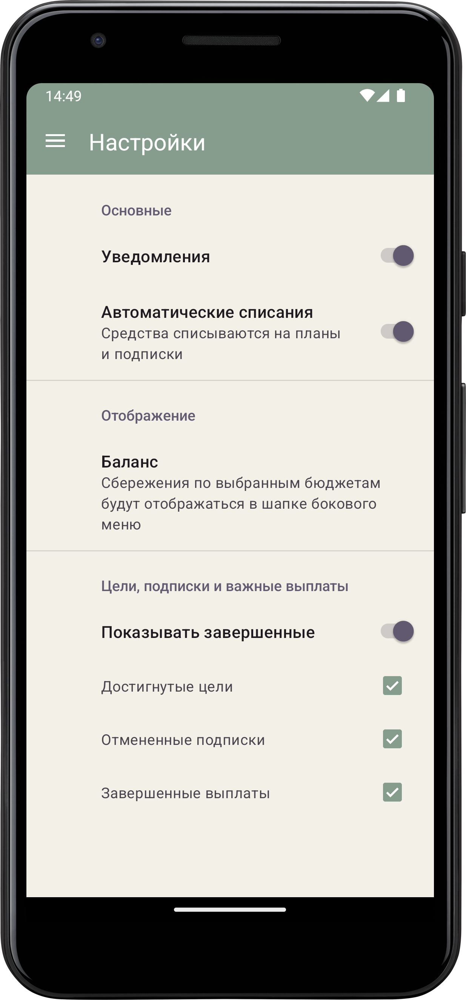 14:49
Настройки
Основные
Уведомления
Автоматические списания
Средства списываются на планы
и подписки
Отображение
Баланс
Сбережения по выбранным бюджетам
будут отображаться в шапке бокового
меню
Цели, подписки и важные выплаты
Показывать завершенные
Достигнутые цели
Отмененные подписки
Завершенные выплаты